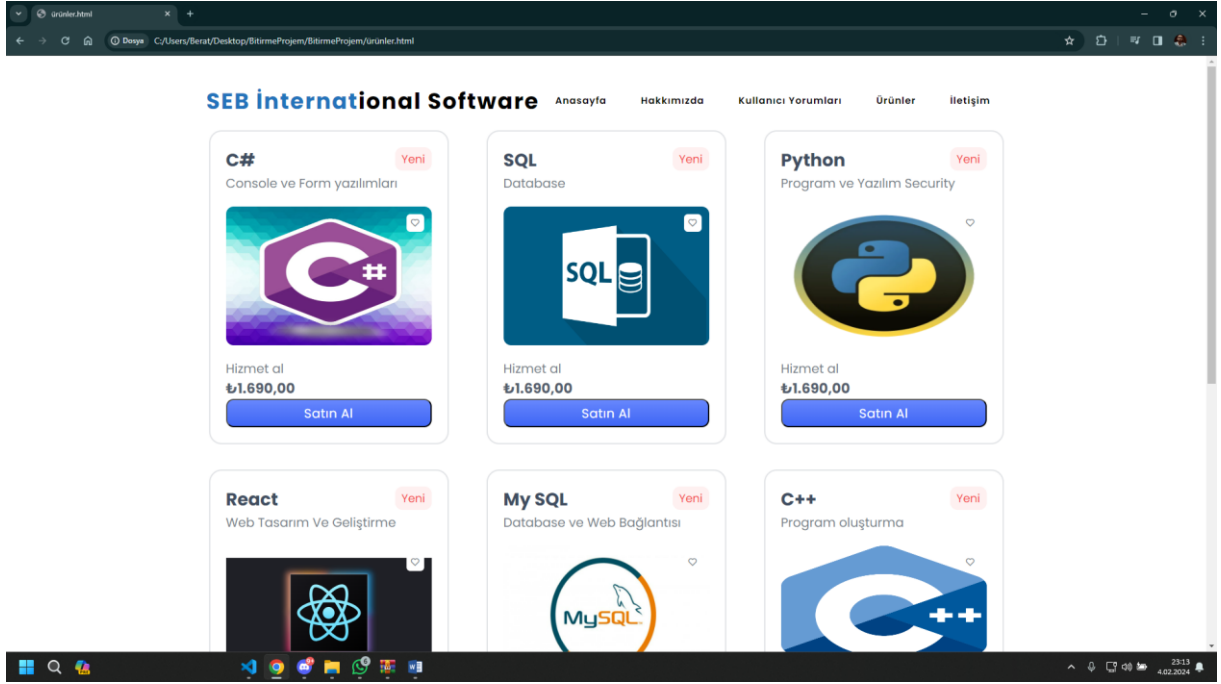 ürünler.html
Dosya C:/Users/Berat/Desktop/BitirmeProjem/BitirmeProjem/ürünler.html
SEB İnternational Software Anasayfa Hakkımızda Kullanıcı Yorumları Ürünler İletişim
C# Yeni
Console ve Form yazılımları
C#
Hizmet al
₺1.690,00
Satın Al
SQL Yeni
Database
SQL
Hizmet al
₺1.690,00
Satın Al
Python Yeni
Program ve Yazılım Security
Hizmet al
₺1.690,00
Satın Al
React Yeni
Web Tasarım Ve Geliştirme
My SQL Yeni
Database ve Web Bağlantısı
MySQL
C++ Yeni
Program oluşturma
C++
23:13
4.02.2024